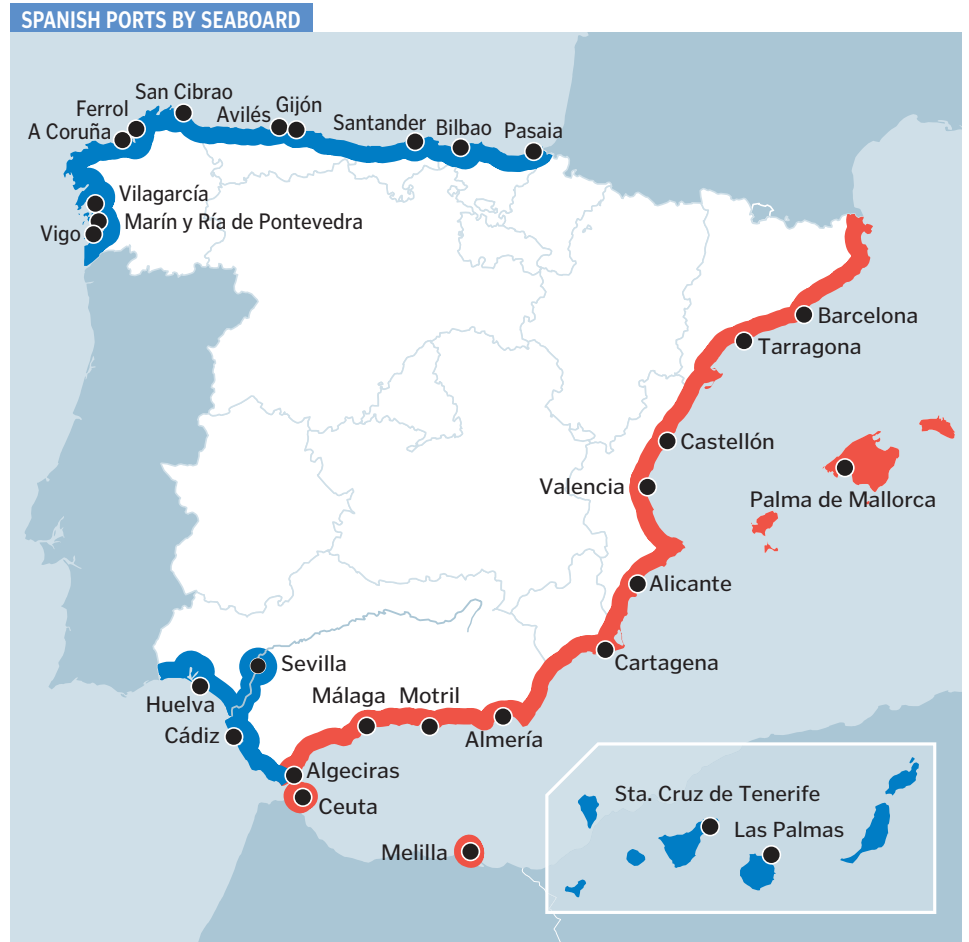 SPANISH PORTS BY SEABOARD
San Cibrao
Ferrol
Avilés
Gijón
A Coruña
Santander
Bilbao
Pasaia
Vilagarcía
Marín y Ría de Pontevedra
Vigo
Barcelona
Tarragona
Castellón
Valencia
Palma de Mallorca
Alicante
Sevilla
Cartagena
Huelva
Málaga
Motril
Cádiz
Almería
Algeciras
Ceuta
Sta. Cruz de Tenerife
Las Palmas
Melilla